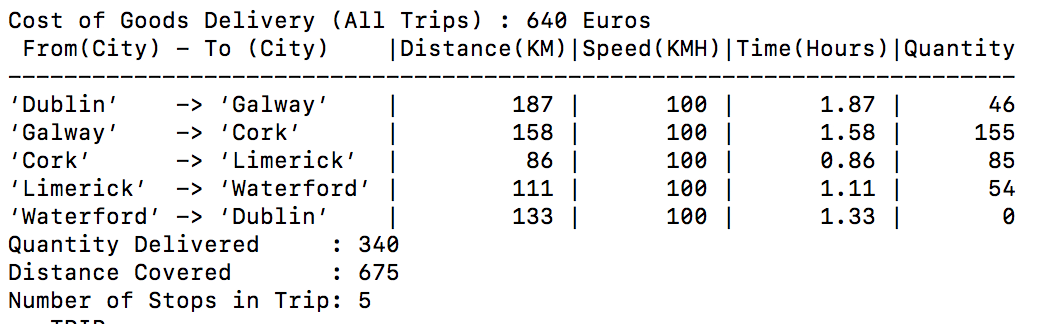 Cost of Goods Delivery (All Trips) : 640 Euros
 From(City) – To (City)    |Distance(KM)|Speed(KMH)|Time(Hours)|Quantity
––––––––––––––––––––––––––––––––––––––––––––––––––––––––––––––––––––––
‘Dublin’    –> ‘Galway’    |        187 |      100 |      1.87 |      46
‘Galway’    –> ‘Cork’      |        158 |      100 |      1.58 |     155
‘Cork’      –> ‘Limerick’  |         86 |      100 |      0.86 |      85
‘Limerick’  –> ‘Waterford’ |        111 |      100 |      1.11 |      54
‘Waterford’ –> ‘Dublin’    |        133 |      100 |      1.33 |       0
Quantity Delivered     : 340
Distance Covered       : 675
Number of Stops in Trip: 5